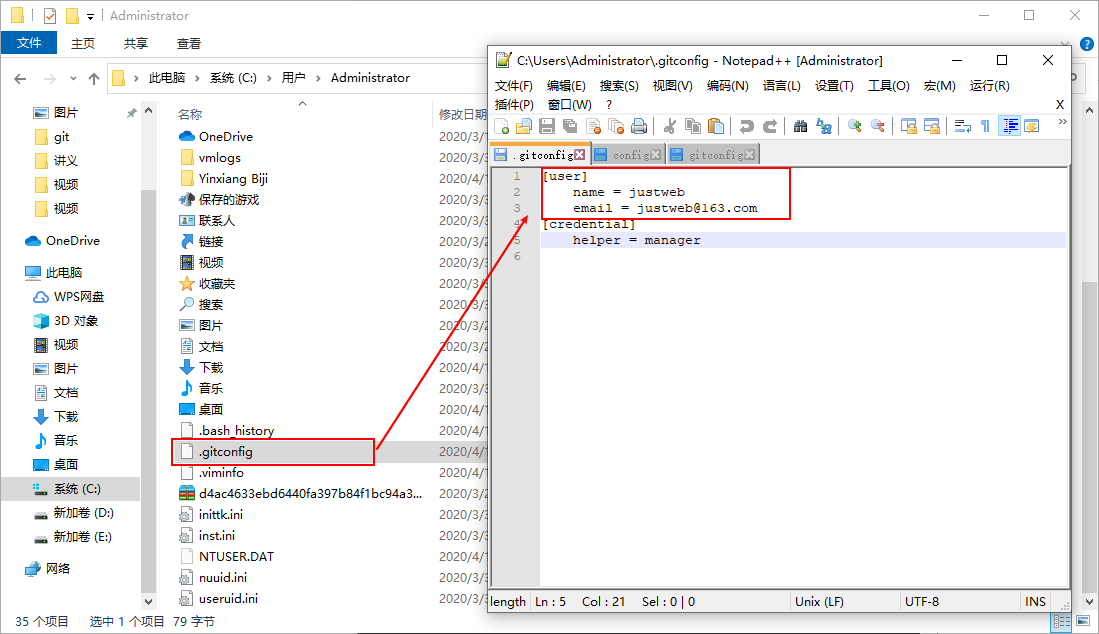 Administrator
文件 主页 共享 查看
此电脑 系统 (C:) 用户 Administrator
图片
git
讲义
视频
视频
OneDrive
此电脑
WPS网盘
3D 对象
视频
图片
文档
下载
音乐
桌面
系统 (C:)
新加卷 (D:)
新加卷 (E:)
网络
名称 修改日期
OneDrive 2020/3/
vmlogs 2020/4/
Yinxiang Biji 2020/3/
保存的游戏 2020/3/
联系人 2020/3/
链接 2020/3/
视频 2020/3/
收藏夹 2020/3/
搜索 2020/3/
图片 2020/3/2
文档 2020/3/2
下载 2020/4/
音乐 2020/3/
桌面 2020/4/
.bash_history 2020/4/
.gitconfig 2020/4/
.viminfo 2020/4/
d4ac4633ebd6440fa397b84f1bc94a3... 2020/3/
inittk.ini 2020/3/
inst.ini 2020/3/
NTUSER.DAT 2020/4/
nuuid.ini 2020/3/
useruid.ini 2020/3/
35 个项目 选中 1 个项目 79 字节
C:\Users\Administrator\.gitconfig - Notepad++ [Administrator]
文件(F) 编辑(E) 搜索(S) 视图(V) 编码(N) 语言(L) 设置(T) 工具(O) 宏(M) 运行(R)
插件(P) 窗口(W) ? X
.gitconfig config gitconfig
1 [user]
2 name = justweb
3 email = justweb@163.com
4 [credential]
5 helper = manager
6
length Ln : 5 Col : 21 Sel : 0 | 0 Unix (LF) UTF-8 INS